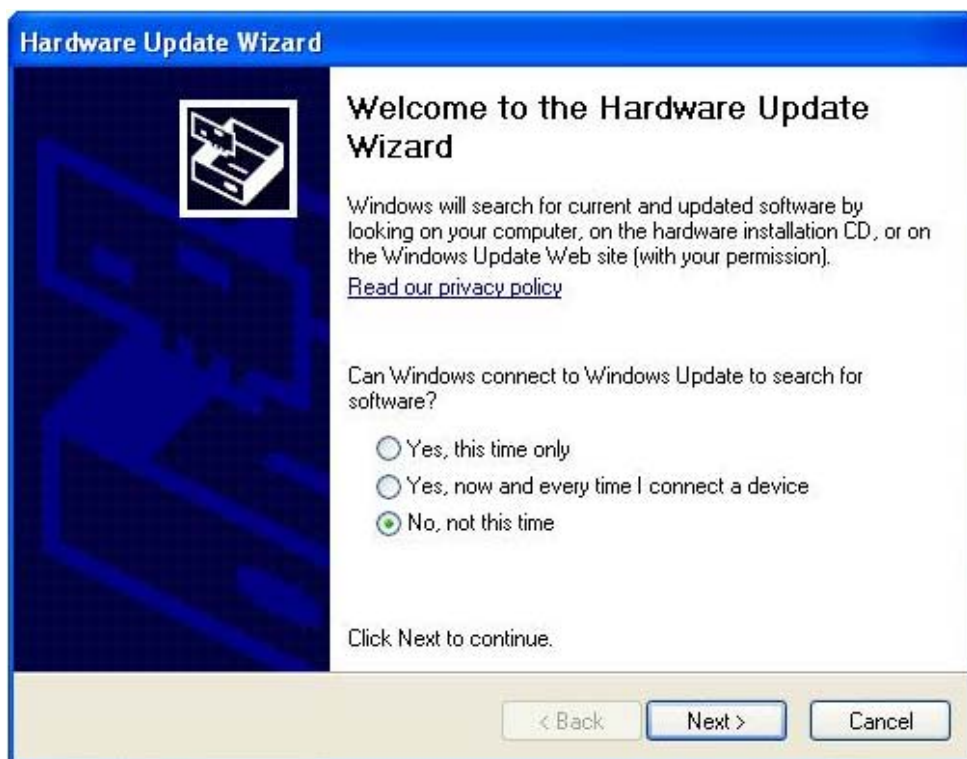 Hardware Update Wizard
Welcome to the Hardware Update
Wizard
Windows will search for current and updated software by
looking on your computer, on the hardware installation CD, or on
the Windows Update Web site (with your permission).
Read our privacy policy
Can Windows connect to Windows Update to search for
software?
Yes, this time only
Yes, now and every time I connect a device
No, not this time
Click Next to continue.
< Back Next > Cancel